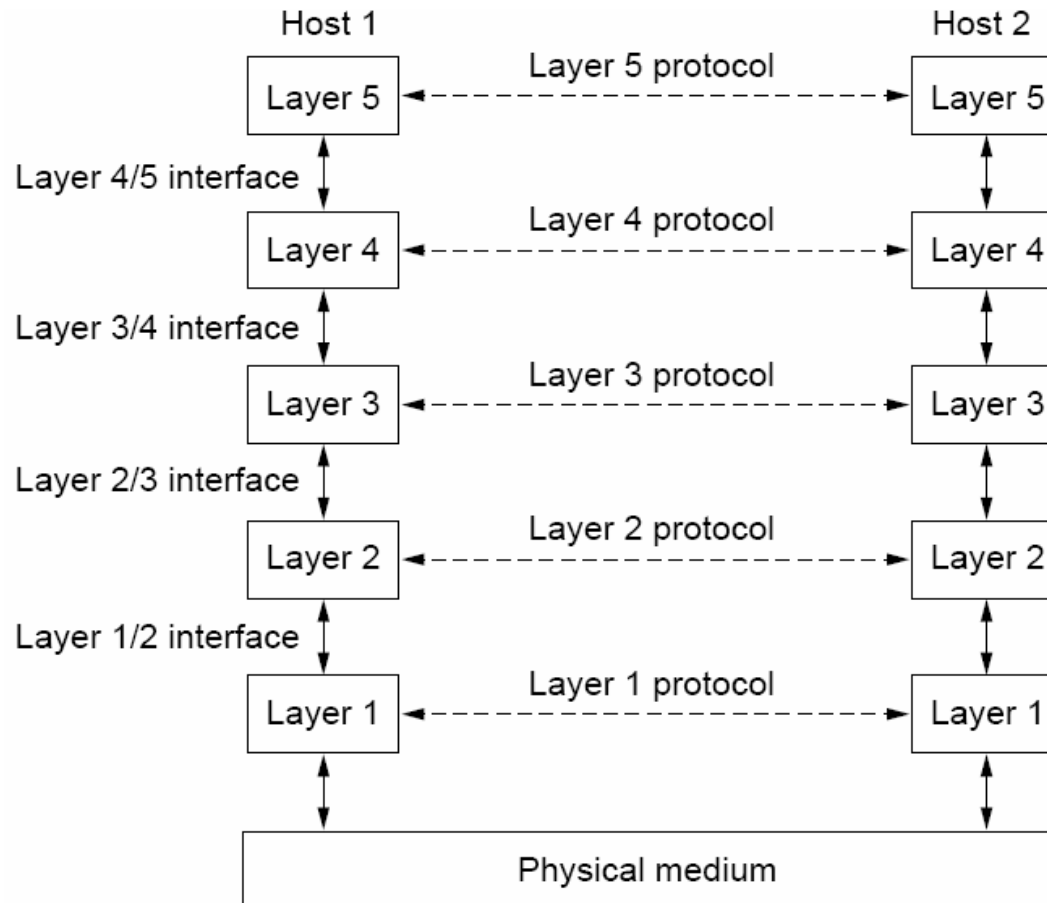 Host 1
Host 2
Layer 5 protocol
Layer 5
Layer 5
Layer 4/5 interface
Layer 4 protocol
Layer 4
Layer 4
Layer 3/4 interface
Layer 3 protocol
Layer 3
Layer 3
Layer 2/3 interface
Layer 2 protocol
Layer 2
Layer 2
Layer 1/2 interface
Layer 1 protocol
Layer 1
Layer 1
Physical medium